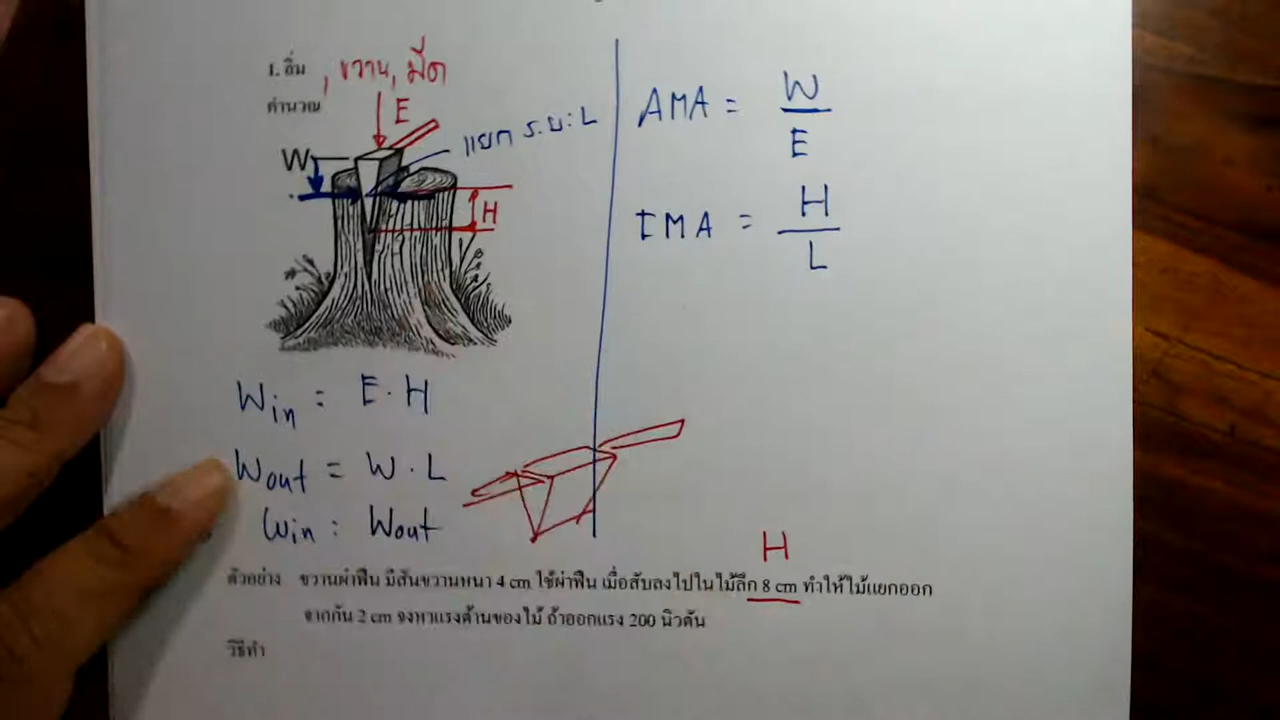 1. ลิ่ม , ขวาน, มีด
คำนวณ
E
แยก ระยะ L
W
H
Win = E · H
Wout = W · L
Win = Wout
AMA = W / E
IMA = H / L
H
ตัวอย่าง ขวานผ่าฟืน มีสันขวานหนา 4 cm ใช้ผ่าฟืน เมื่อสับลงไปในไม้ลึก 8 cm ทำให้ไม้แยกออก
จากกัน 2 cm จงหาแรงต้านของไม้ ถ้าออกแรง 200 นิวตัน
วิธีทำ